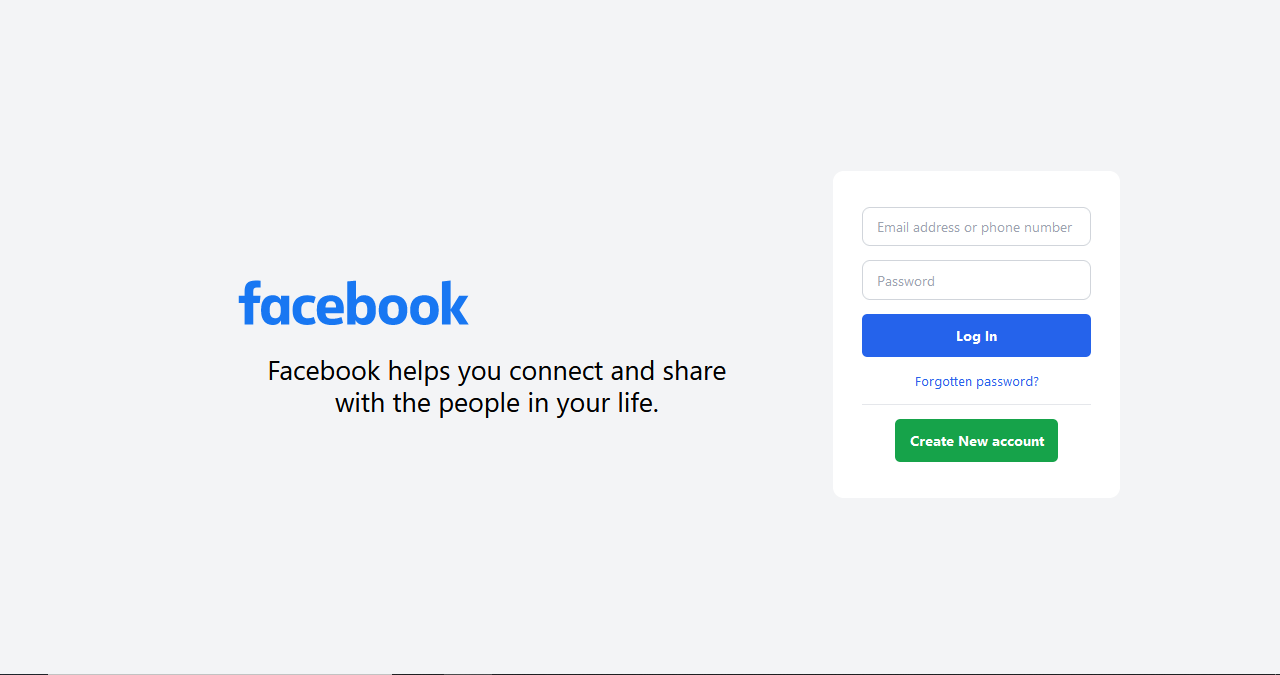 facebook
Facebook helps you connect and share
with the people in your life.
Email address or phone number
Password
Log In
Forgotten password?
Create New account